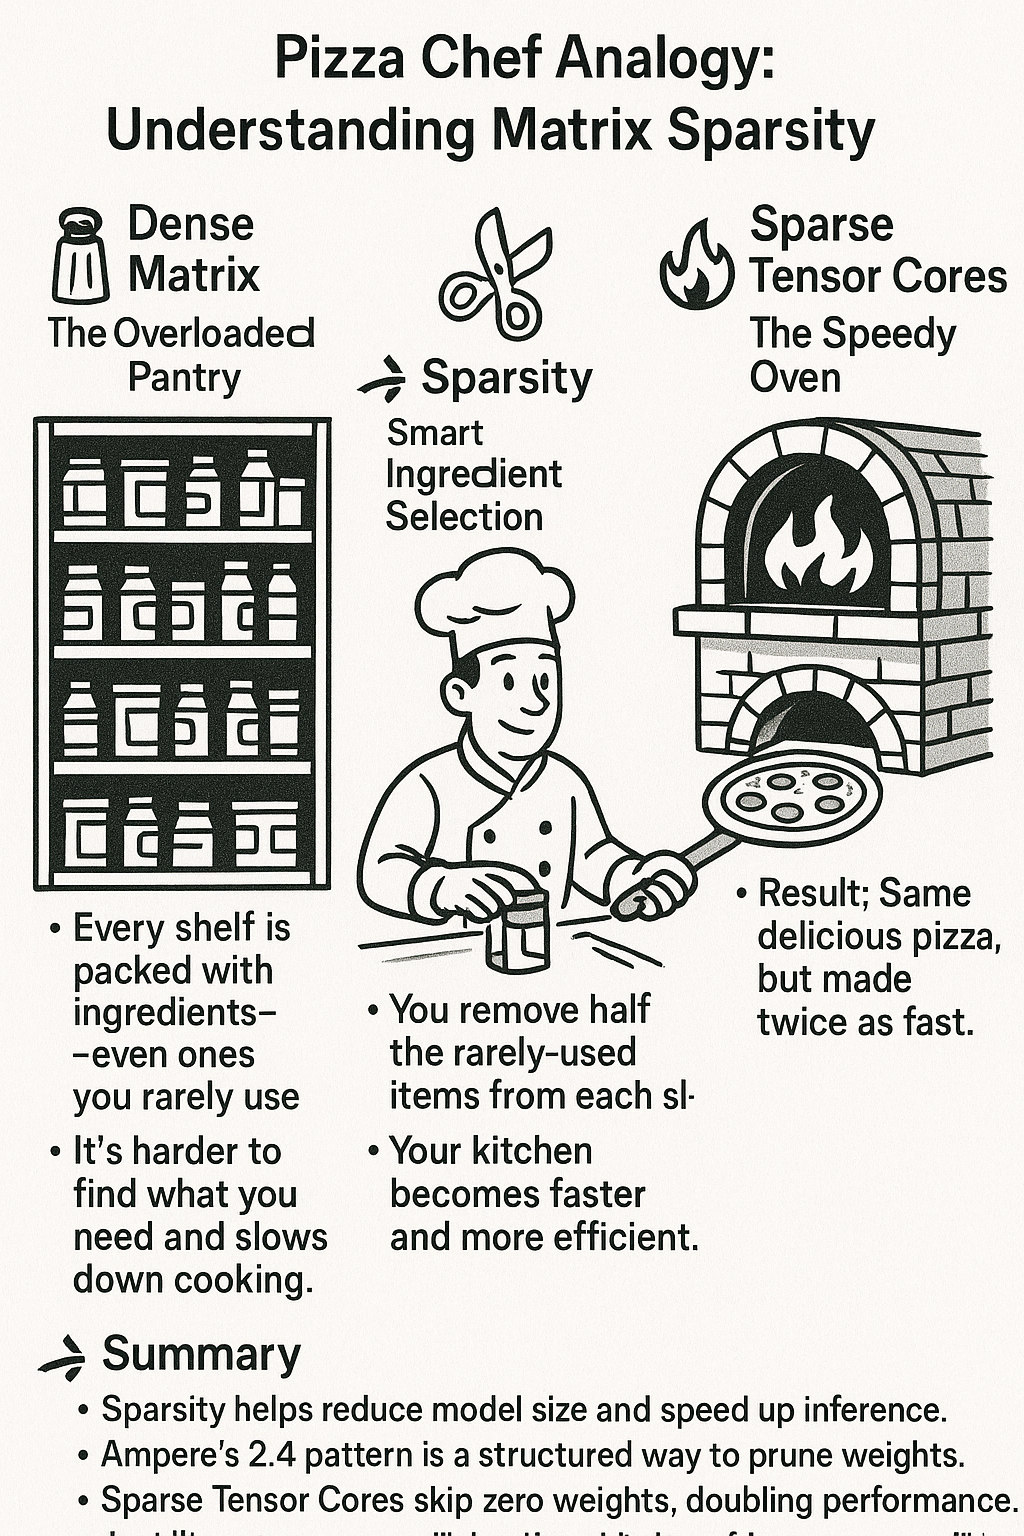 Pizza Chef Analogy:
Understanding Matrix Sparsity
Dense
Matrix
The Overloaded
Pantry
Every shelf is
packed with
ingredients–
–even ones
you rarely use
It's harder to
find what you
need and slows
down cooking.
Sparsity
Smart
Ingredient
Selection
You remove half
the rarely-used
items from each
Your kitchen
becomes faster
and more efficient.
Sparse
Tensor Cores
The Speedy
Oven
Result; Same
delicious pizza,
but made
twice as fast.
Summary
Sparsity helps reduce model size and speed up inference.
Ampere's 2.4 pattern is a structured way to prune weights.
Sparse Tensor Cores skip zero weights, doubling performance.